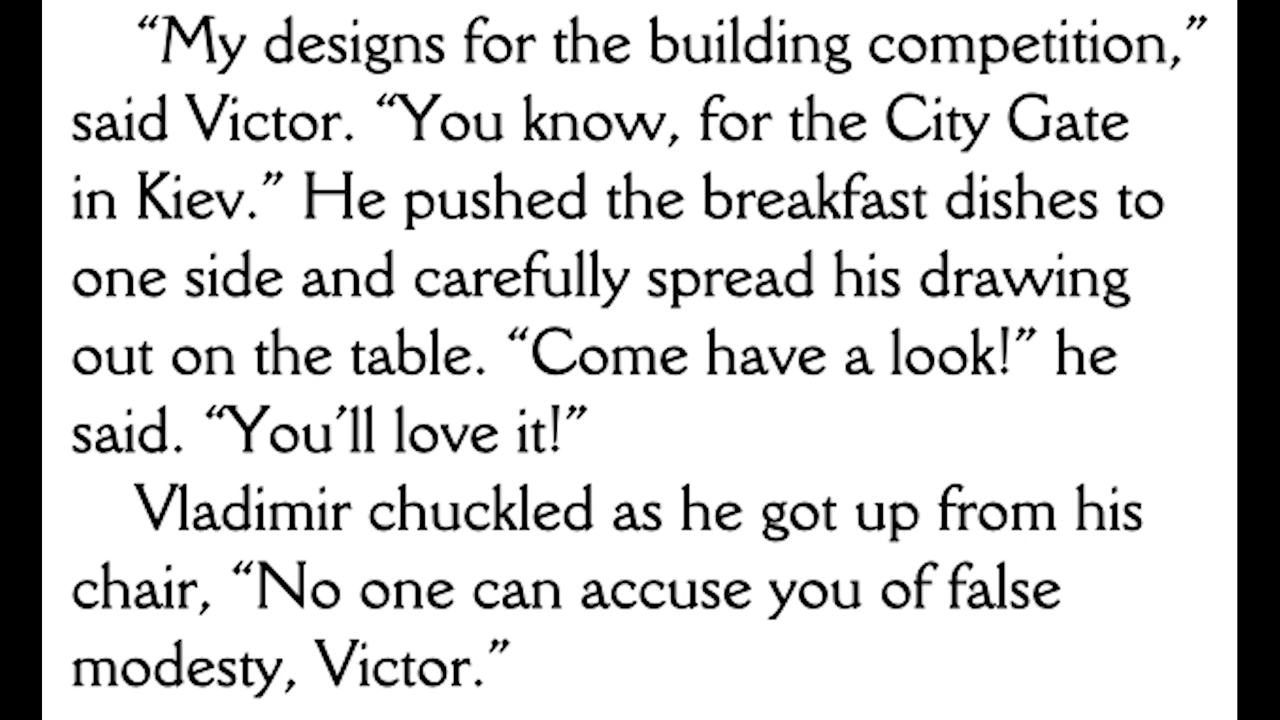 “My designs for the building competition,”
said Victor. “You know, for the City Gate
in Kiev.” He pushed the breakfast dishes to
one side and carefully spread his drawing
out on the table. “Come have a look!” he
said. “You’ll love it!”
Vladimir chuckled as he got up from his
chair, “No one can accuse you of false
modesty, Victor.”